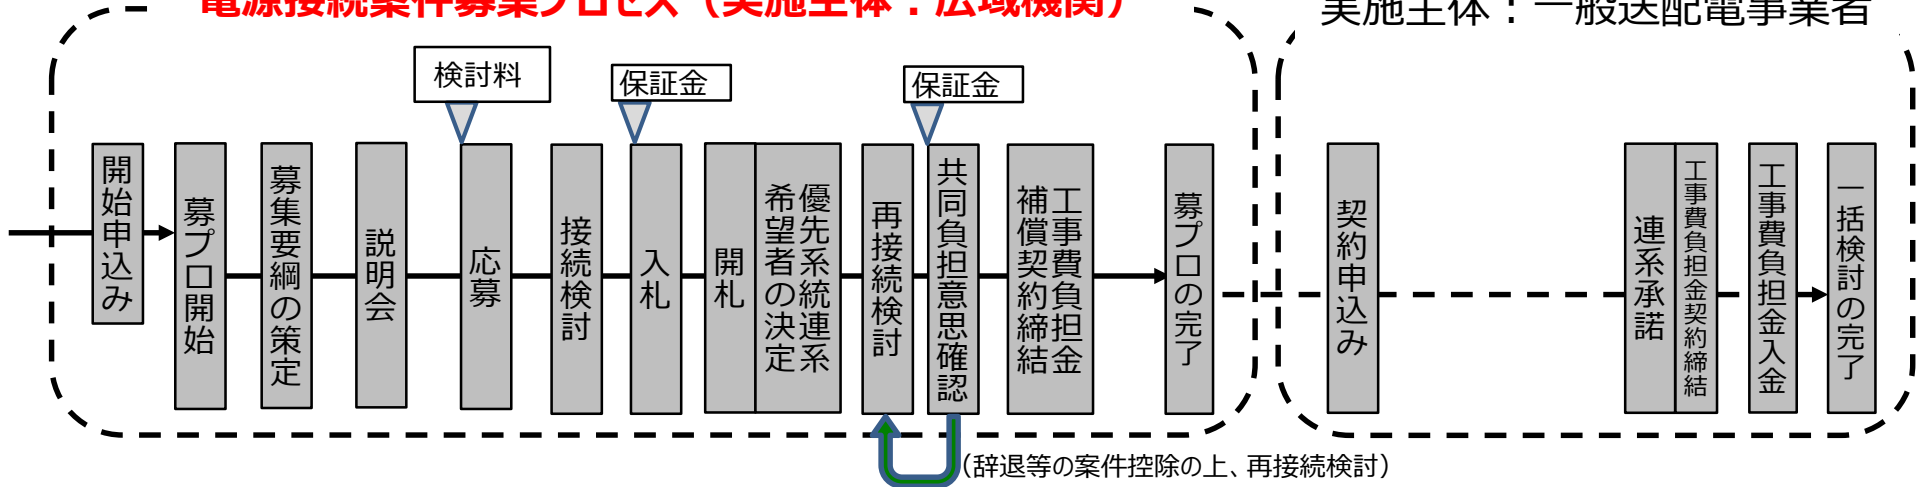 電源接続案件募集プロセス（実施主体：広域機関）
実施主体：一般送配電事業者
検討料
保証金
保証金
開始申込み
募プロ開始
募集要綱の策定
説明会
応募
接続検討
入札
開札
優先系統連系
希望者の決定
再接続検討
共同負担意思確認
工事費負担金
補償契約締結
募プロの完了
契約申込み
連系承諾
工事費負担金契約締結
工事費負担金入金
一括検討の完了
（辞退等の案件控除の上、再接続検討）